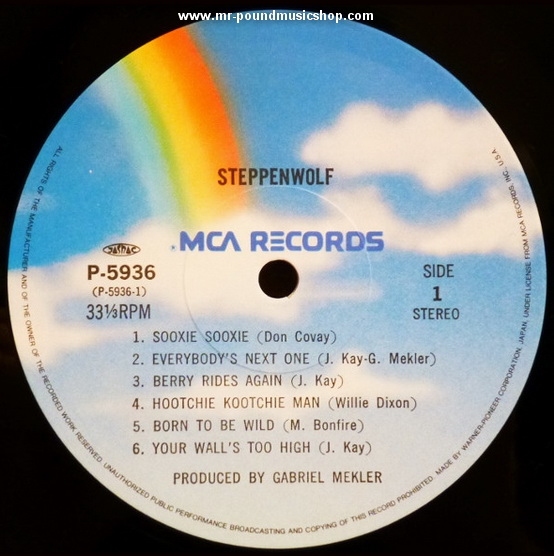 www.mr-poundmusicshop.com
STEPPENWOLF
★MCA RECORDS
JASRAC
P-5936
(P-5936-1)
33⅓RPM
SIDE
1
STEREO
1. SOOXIE SOOXIE (Don Covay)
2. EVERYBODY'S NEXT ONE (J. Kay-G. Mekler)
3. BERRY RIDES AGAIN (J. Kay)
4. HOOTCHIE KOOTCHIE MAN (Willie Dixon)
5. BORN TO BE WILD (M. Bonfire)
6. YOUR WALL'S TOO HIGH (J. Kay)
PRODUCED BY GABRIEL MEKLER
ALL RIGHTS OF THE MANUFACTURER AND OF THE OWNER OF THE RECORDED WORK RESERVED. UNAUTHORIZED PUBLIC PERFORMANCE BROADCASTING AND COPYING OF THIS RECORD PROHIBITED. MADE BY WARNER-PIONEER CORPORATION, JAPAN, UNDER LICENSE FROM MCA RECORDS, INC., U.S.A.